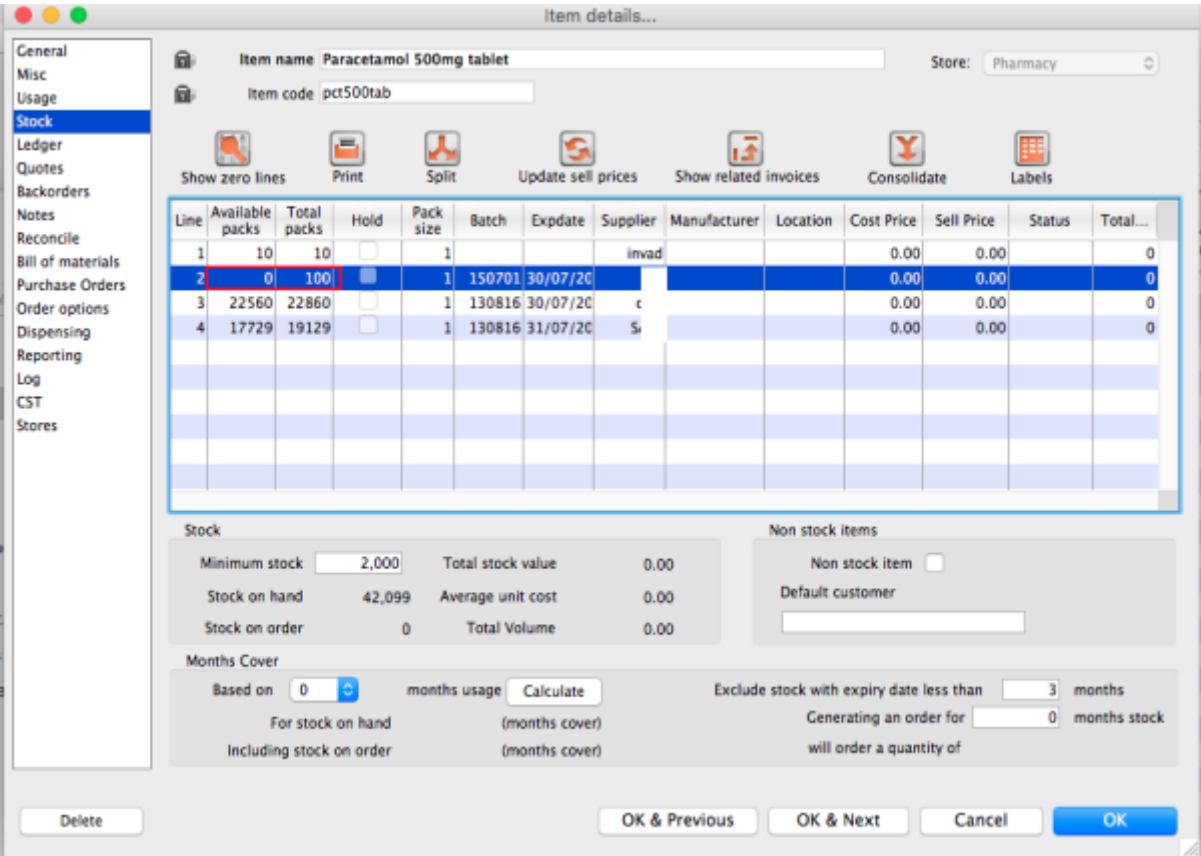 Item details...
General
Misc
Usage
Stock
Ledger
Quotes
Backorders
Notes
Reconcile
Bill of materials
Purchase Orders
Order options
Dispensing
Reporting
Log
CST
Stores
Item name Paracetamol 500mg tablet
Store: Pharmacy
Item code pct500tab
Show zero lines Print Split Update sell prices Show related invoices Consolidate Labels
Line Available packs Total packs Hold Pack size Batch Expdate Supplier Manufacturer Location Cost Price Sell Price Status Total...
1 10 10 1 invad 0.00 0.00 0
2 0 100 1 150701 30/07/20 0.00 0.00 0
3 22560 22860 1 130816 30/07/20 0.00 0.00 0
4 17729 19129 1 130816 31/07/20 0.00 0.00 0
Stock
Minimum stock 2,000 Total stock value 0.00
Stock on hand 42,099 Average unit cost 0.00
Stock on order 0 Total Volume 0.00
Non stock items
Non stock item
Default customer
Months Cover
Based on 0 months usage Calculate
For stock on hand (months cover)
Including stock on order (months cover)
Exclude stock with expiry date less than 3 months
Generating an order for 0 months stock
will order a quantity of
Delete OK & Previous OK & Next Cancel OK